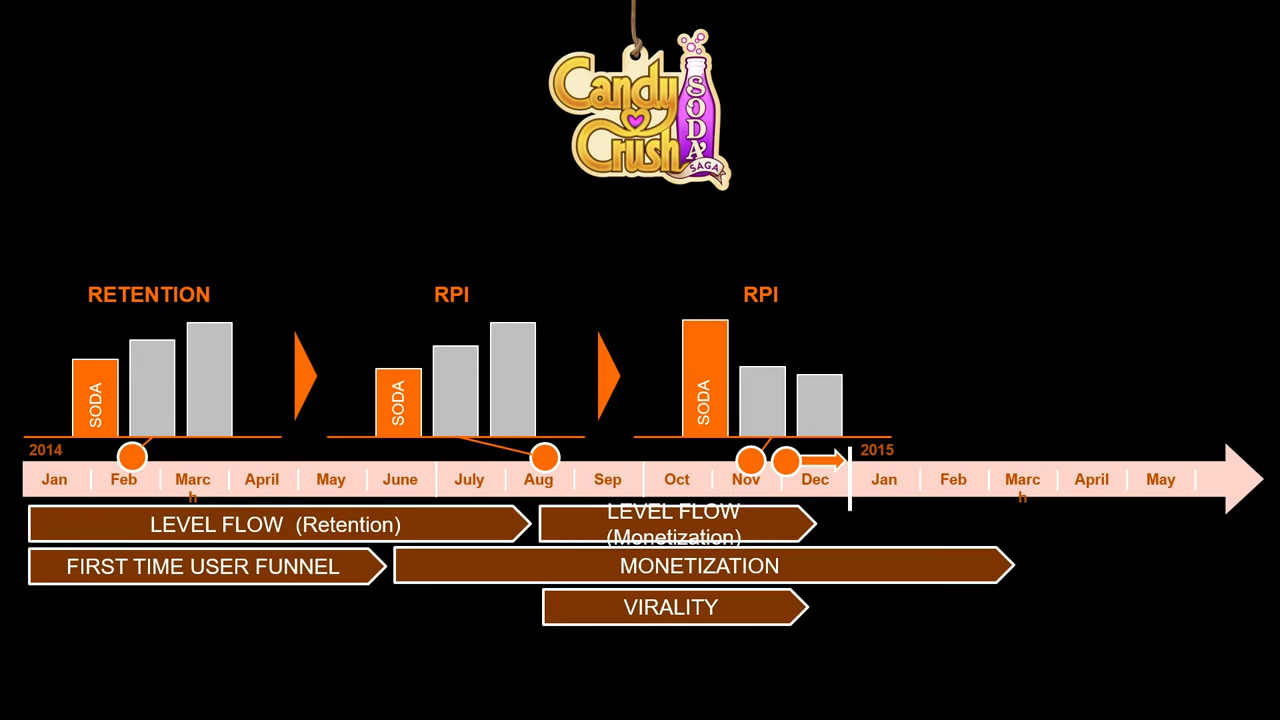 Candy
Crush
SODA
SAGA
RETENTION
RPI
RPI
SODA
SODA
SODA
2014
2015
Jan
Feb
Marc
h
April
May
June
July
Aug
Sep
Oct
Nov
Dec
Jan
Feb
Marc
h
April
May
LEVEL FLOW (Retention)
LEVEL FLOW
(Monetization)
FIRST TIME USER FUNNEL
MONETIZATION
VIRALITY